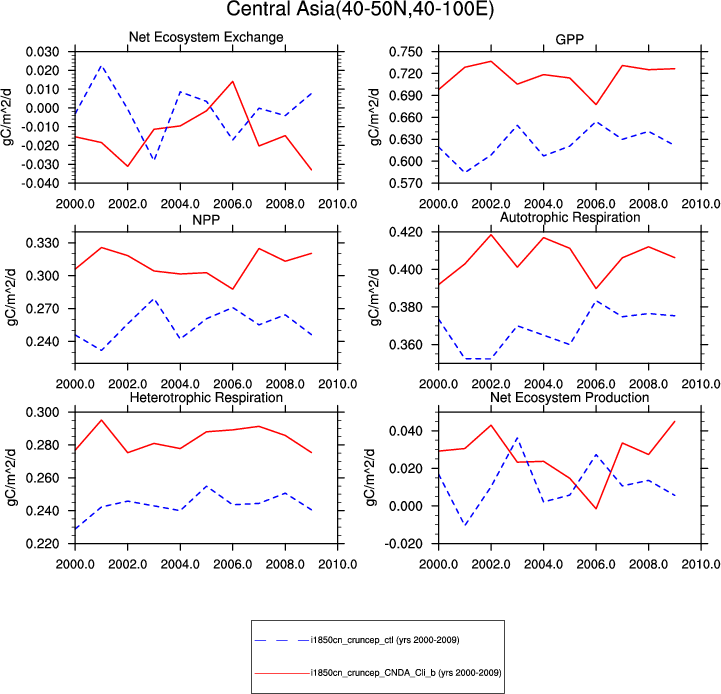 Central Asia(40-50N,40-100E)
Net Ecosystem Exchange
GPP
gC/m^2/d
0.030
0.020
0.010
0.000
-0.010
-0.020
-0.030
-0.040
2000.0 2002.0 2004.0 2006.0 2008.0 2010.0
gC/m^2/d
0.750
0.720
0.690
0.660
0.630
0.600
0.570
2000.0 2002.0 2004.0 2006.0 2008.0 2010.0
NPP
Autotrophic Respiration
gC/m^2/d
0.330
0.300
0.270
0.240
2000.0 2002.0 2004.0 2006.0 2008.0 2010.0
gC/m^2/d
0.420
0.400
0.380
0.360
2000.0 2002.0 2004.0 2006.0 2008.0 2010.0
Heterotrophic Respiration
Net Ecosystem Production
gC/m^2/d
0.300
0.280
0.260
0.240
0.220
2000.0 2002.0 2004.0 2006.0 2008.0 2010.0
gC/m^2/d
0.040
0.020
0.000
-0.020
2000.0 2002.0 2004.0 2006.0 2008.0 2010.0
i1850cn_cruncep_ctl (yrs 2000-2009)
i1850cn_cruncep_CNDA_Cli_b (yrs 2000-2009)